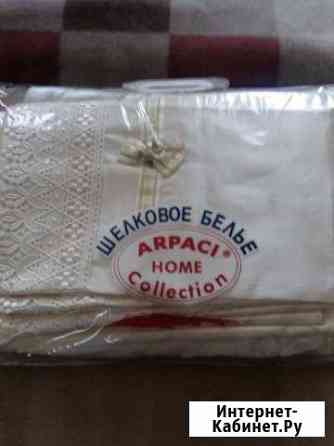 ШЕЛКОВОЕ БЕЛЬЕ
ARPACI®
HOME
Collection
Интернет-
Кабинет.Ру